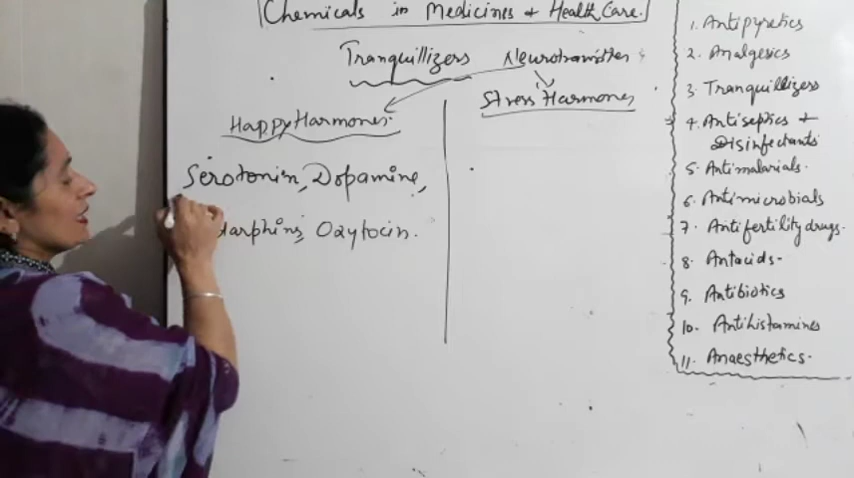 Chemicals in Medicines & Health Care.
Tranquillizers Neurotransmitters
Happy Harmones
Stress Harmones
Serotonin, Dopamine,
Oxytocin.
1. Antipyretics
2. Analgesics
3. Tranquillizers
4. Antiseptics &
Disinfectants
5. Antimalarials.
6. Antimicrobials
7. Antifertility drugs.
8. Antacids.
9. Antibiotics
10. Antihistamines
11. Anaesthetics.